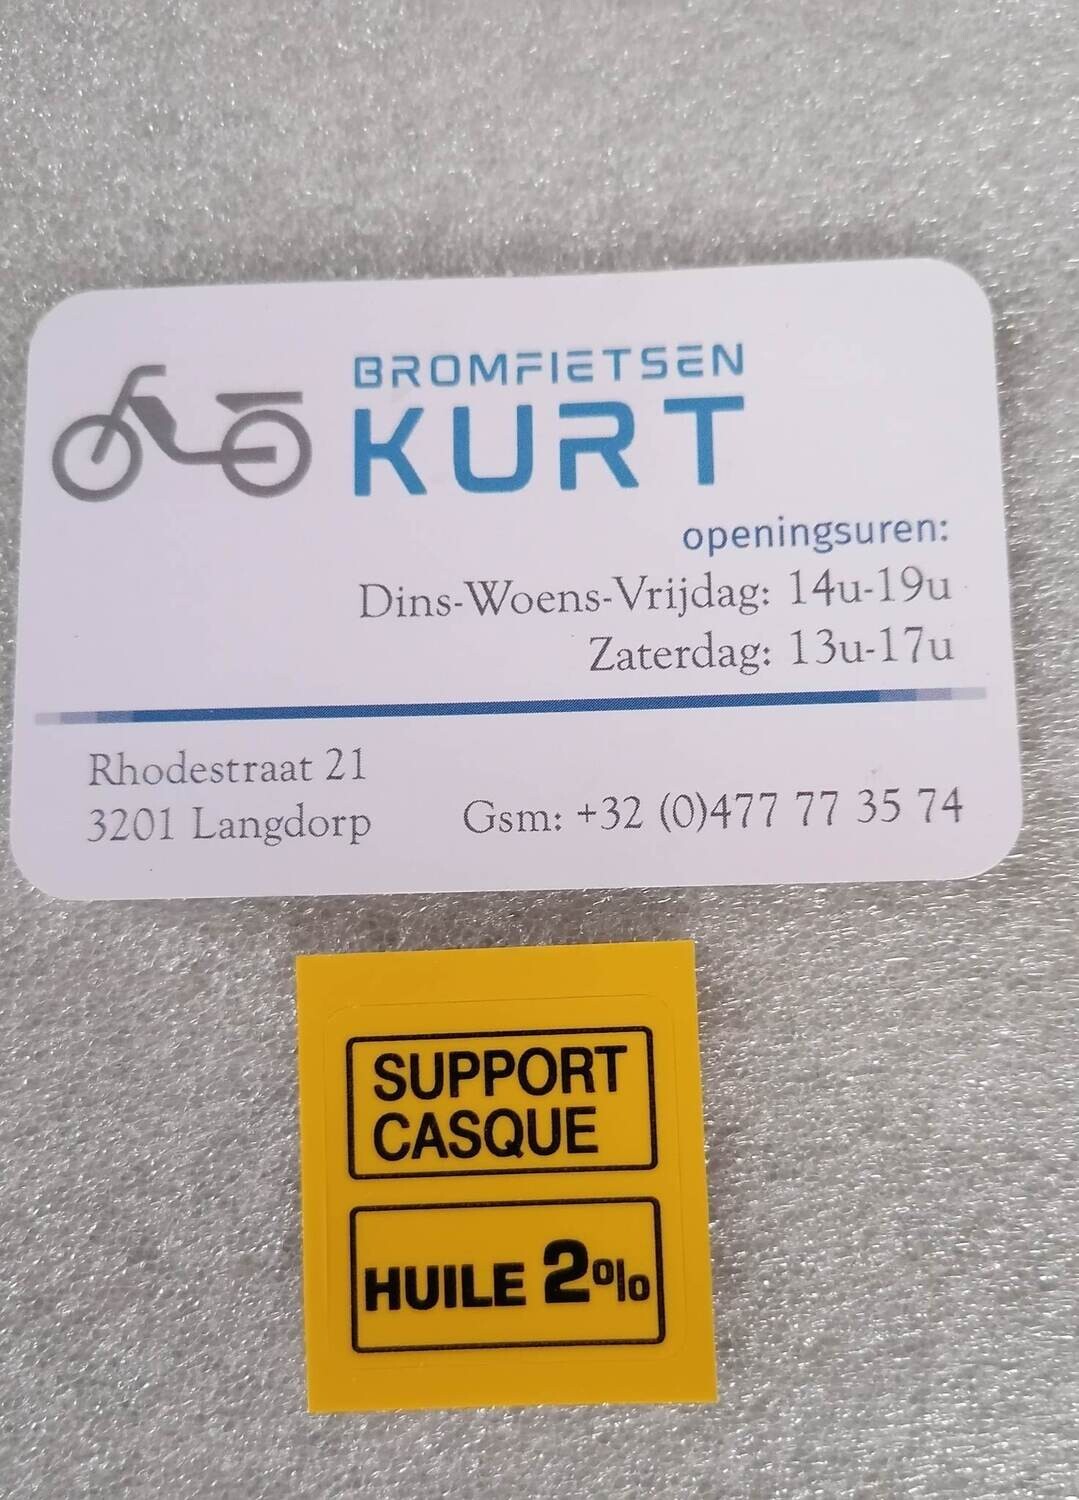 BROMFIETSEN
KURT
openingsuren:
Dins-Woens-Vrijdag: 14u-19u
Zaterdag: 13u-17u
Rhodestraat 21
3201 Langdorp
Gsm: +32 (0)477 77 35 74
SUPPORT
CASQUE
HUILE 2%